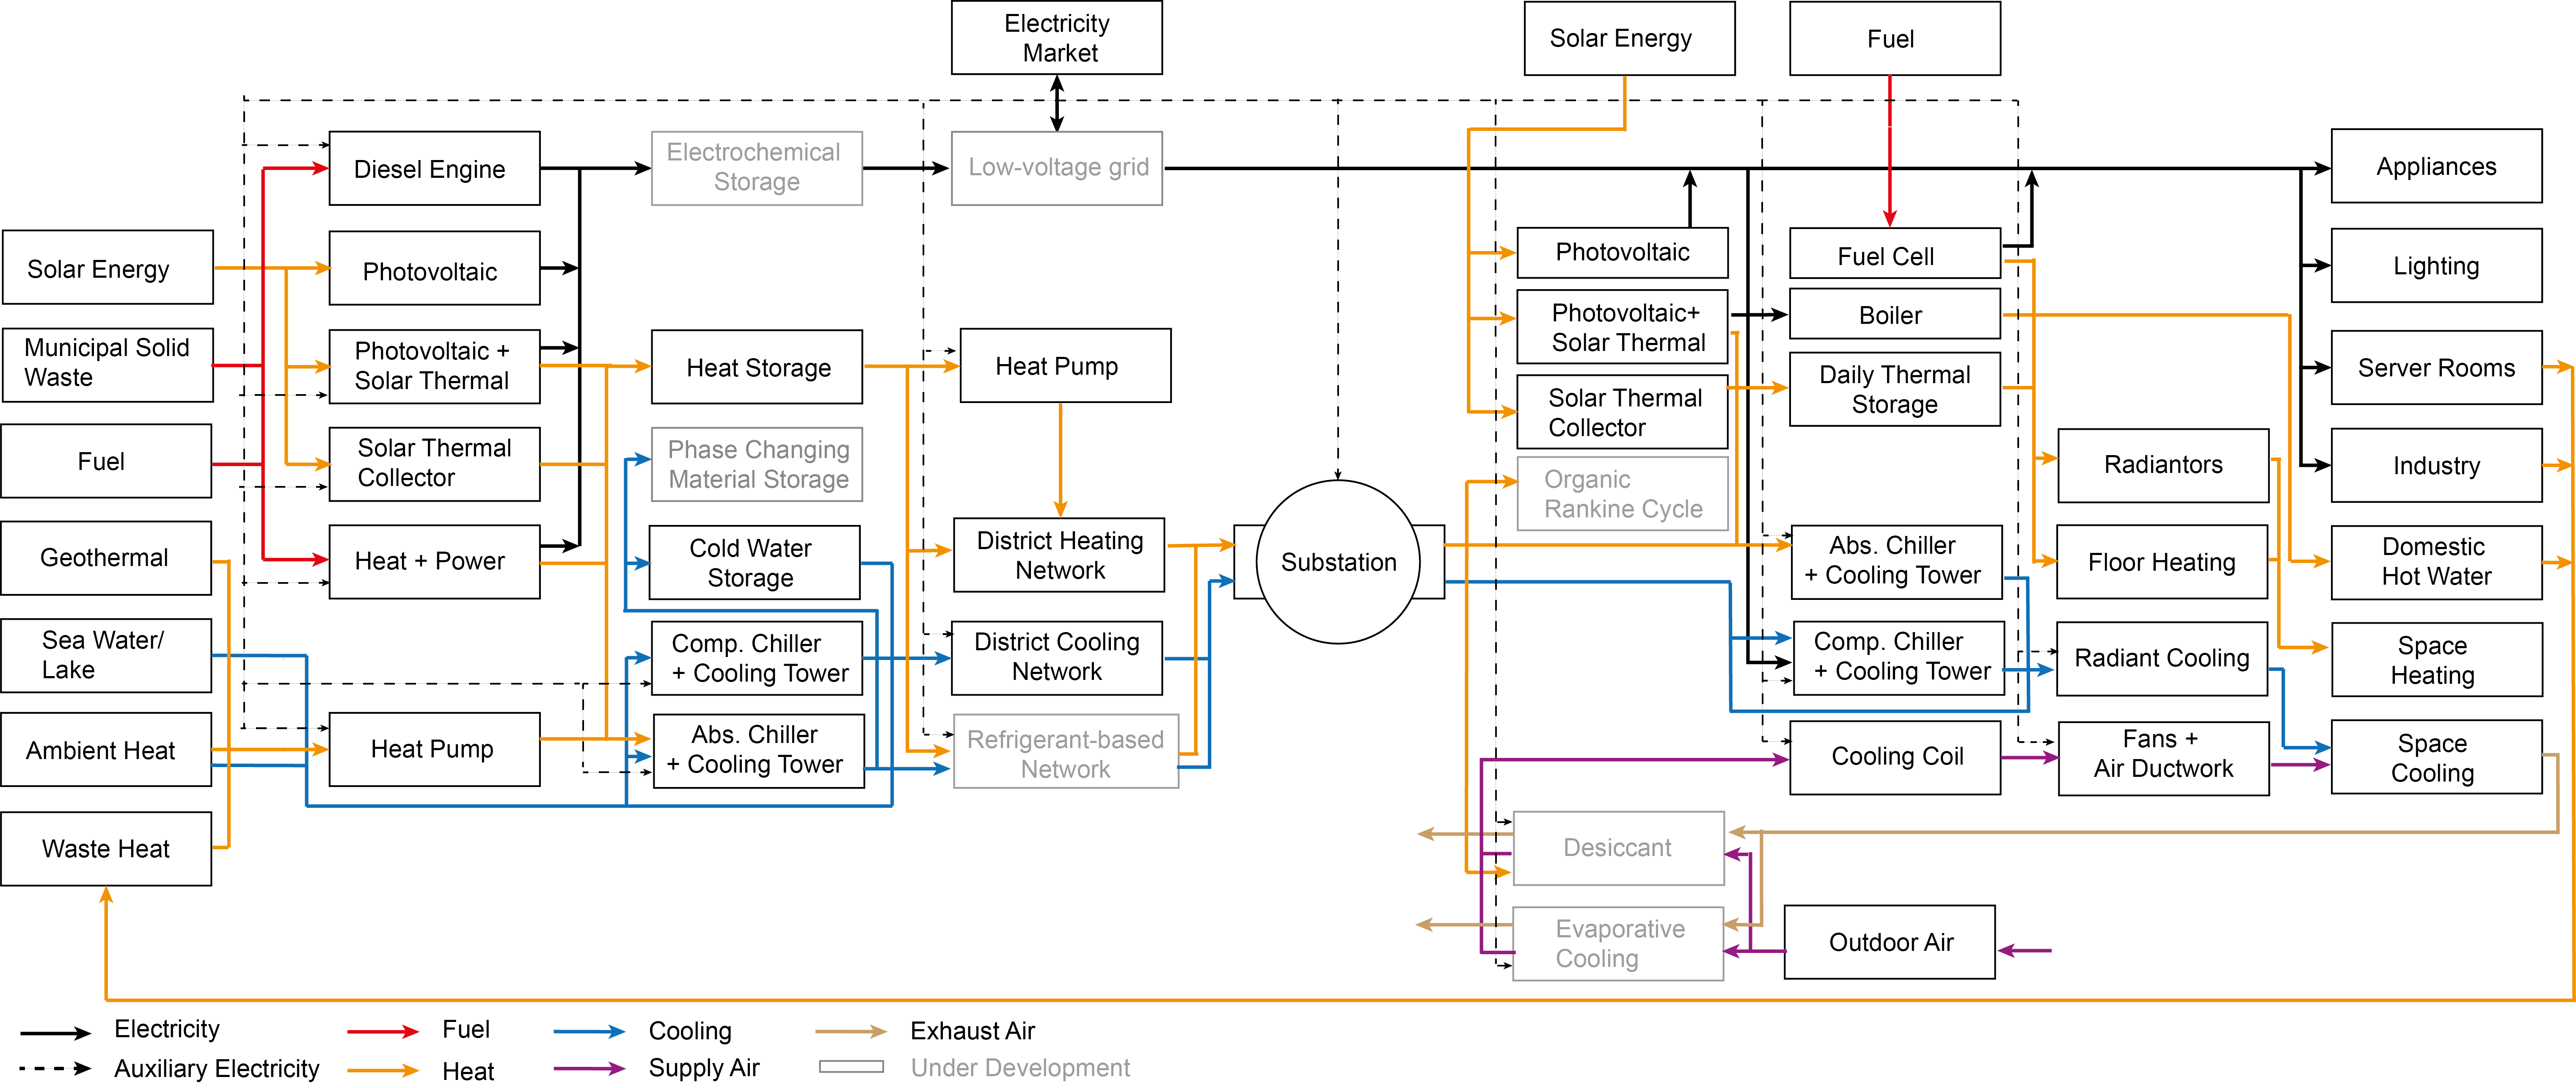 Electricity
Market
Solar Energy
Fuel
Diesel Engine
Electrochemical
Storage
Low-voltage grid
Appliances
Solar Energy
Photovoltaic
Photovoltaic
Fuel Cell
Lighting
Municipal Solid
Waste
Photovoltaic +
Solar Thermal
Heat Storage
Heat Pump
Photovoltaic+
Solar Thermal
Boiler
Daily Thermal
Storage
Server Rooms
Fuel
Solar Thermal
Collector
Phase Changing
Material Storage
Solar Thermal
Collector
Radiantors
Industry
Organic
Rankine Cycle
Geothermal
Heat + Power
Cold Water
Storage
District Heating
Network
Substation
Abs. Chiller
+ Cooling Tower
Floor Heating
Domestic
Hot Water
Sea Water/
Lake
Comp. Chiller
+ Cooling Tower
District Cooling
Network
Comp. Chiller
+ Cooling Tower
Radiant Cooling
Space
Heating
Ambient Heat
Heat Pump
Abs. Chiller
+ Cooling Tower
Refrigerant-based
Network
Cooling Coil
Fans +
Air Ductwork
Space
Cooling
Waste Heat
Desiccant
Evaporative
Cooling
Outdoor Air
Electricity
Fuel
Cooling
Exhaust Air
Auxiliary Electricity
Heat
Supply Air
Under Development